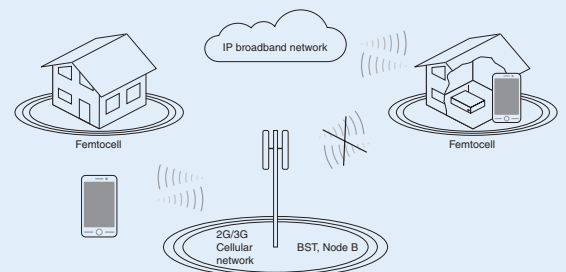 IP broadband network
Femtocell
Femtocell
2G/3G
Cellular
network
BST, Node B